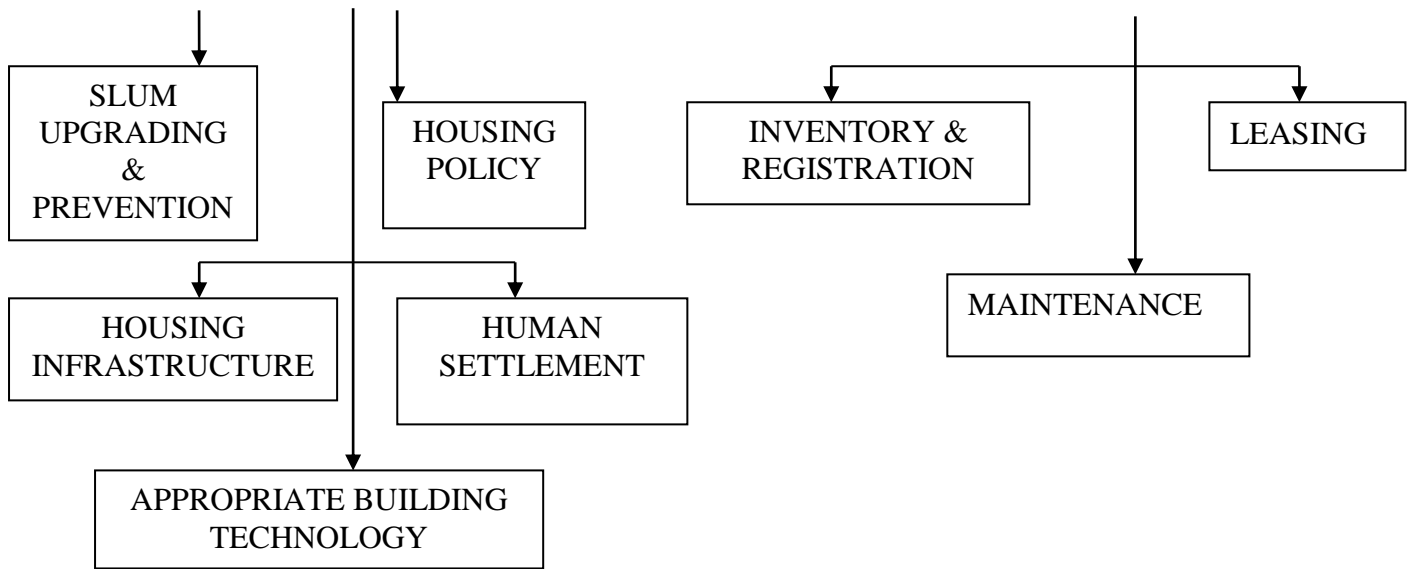 SLUM
UPGRADING
&
PREVENTION
HOUSING
POLICY
INVENTORY &
REGISTRATION
LEASING
HOUSING
INFRASTRUCTURE
HUMAN
SETTLEMENT
MAINTENANCE
APPROPRIATE BUILDING
TECHNOLOGY